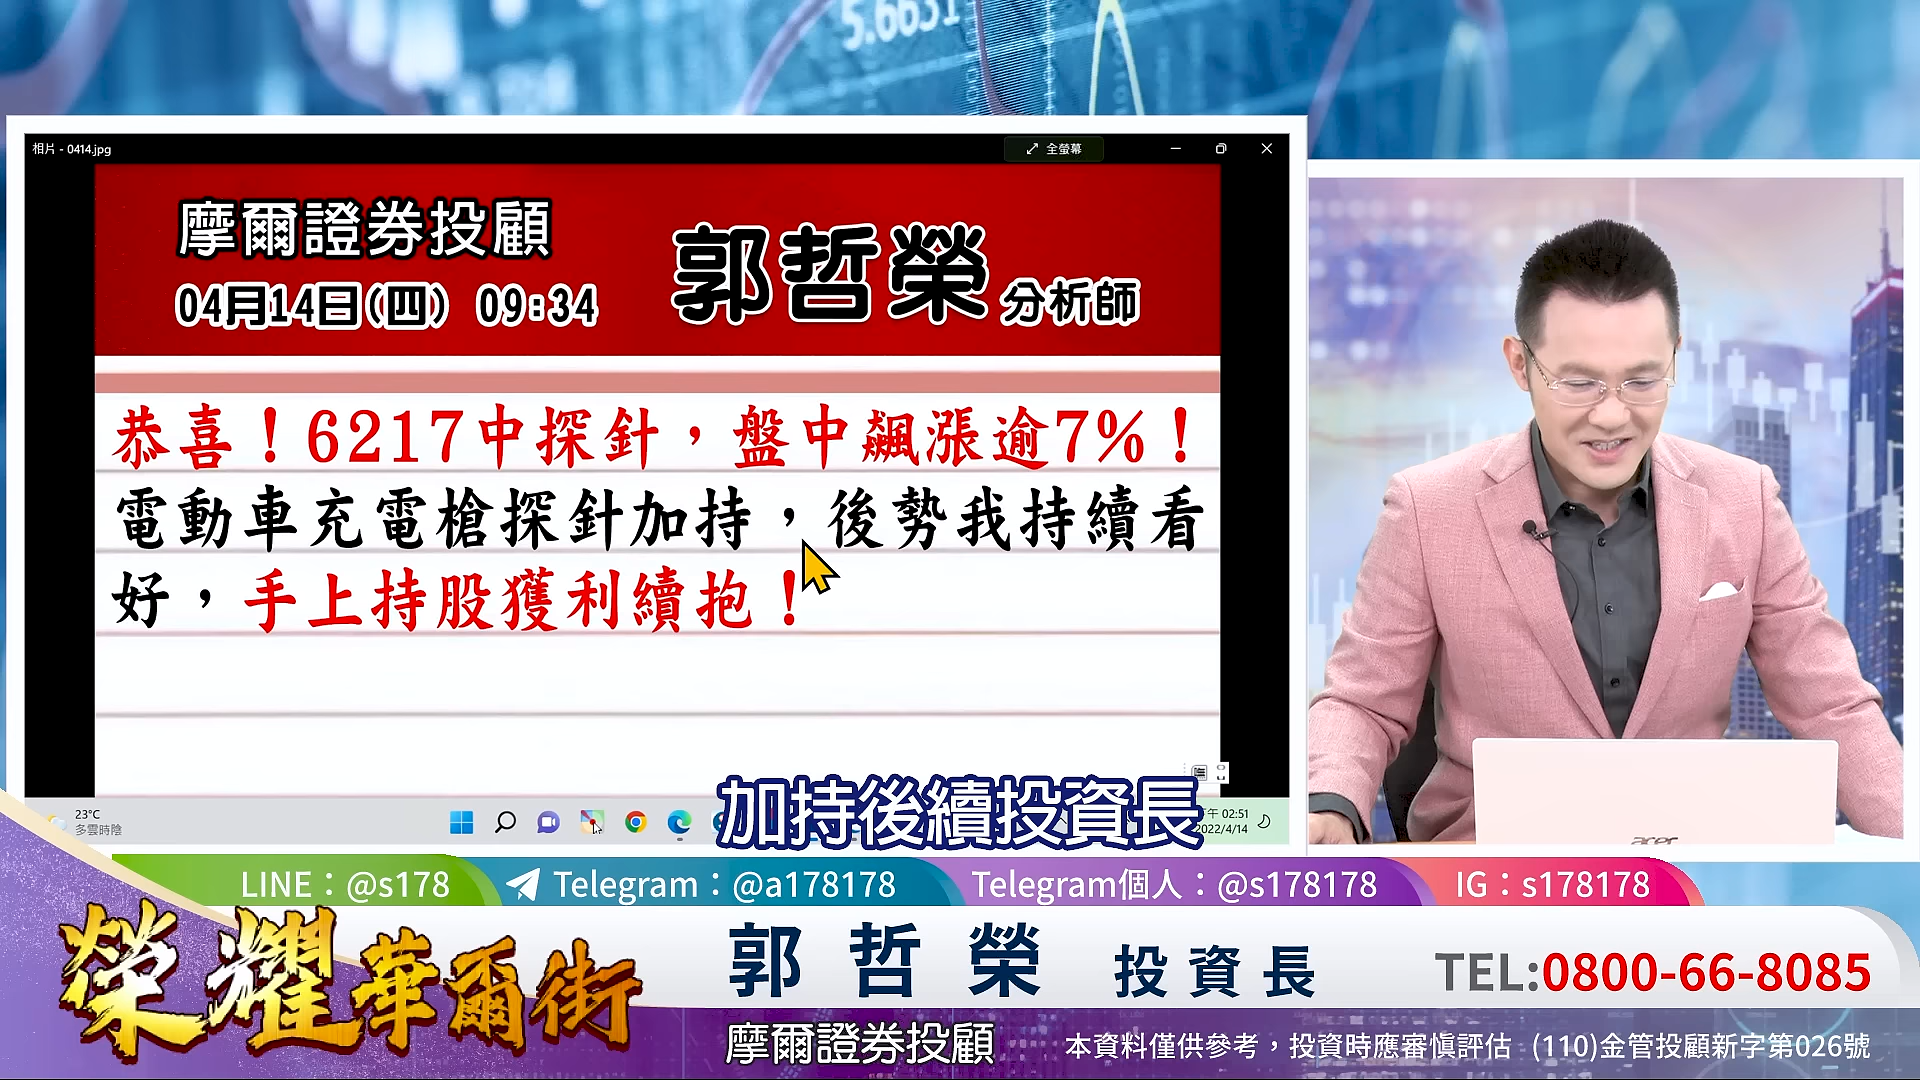 5.6631
相片 - 0414.jpg
全螢幕
摩爾證券投顧
04月14日(四) 09:34
郭哲榮分析師
恭喜！6217中探針，盤中飆漲逾7%！
電動車充電槍探針加持，後勢我持續看
好，手上持股獲利續抱！
23°C
多雲時陰
下午 02:51
2022/4/14
加持後續投資長
acer
LINE：@s178
Telegram：@a178178
Telegram個人：@s178178
IG：s178178
榮耀華爾街
郭哲榮 投資長
TEL:0800-66-8085
摩爾證券投顧
本資料僅供參考，投資時應審慎評估 (110)金管投顧新字第026號